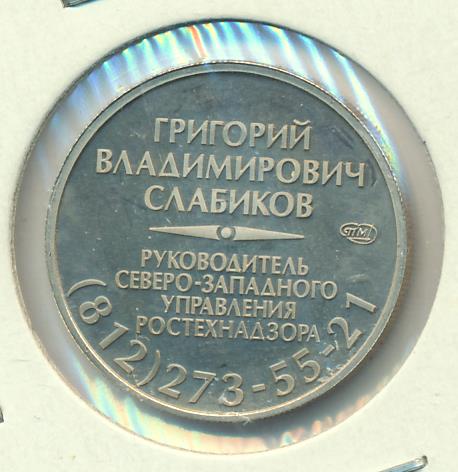 ГРИГОРИЙ
ВЛАДИМИРОВИЧ
СЛАБИКОВ
РУКОВОДИТЕЛЬ
СЕВЕРО-ЗАПАДНОГО
УПРАВЛЕНИЯ
РОСТЕХНАДЗОРА
(812)273-55-21